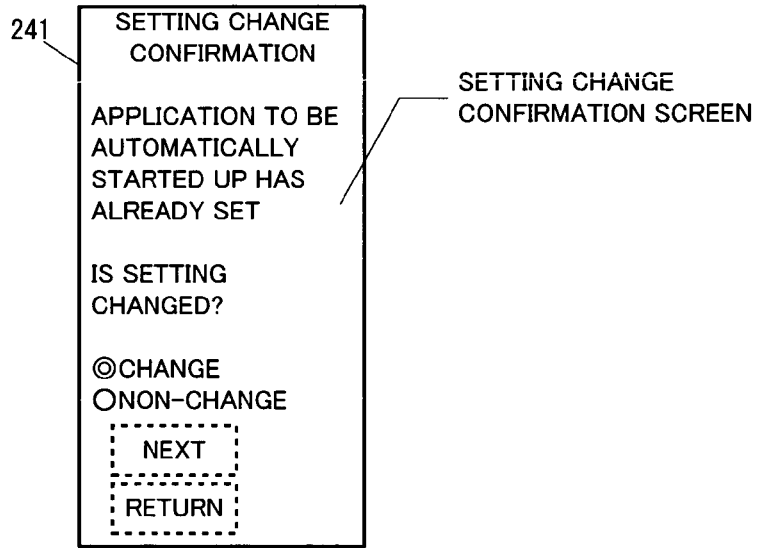 241
SETTING CHANGE
CONFIRMATION
APPLICATION TO BE
AUTOMATICALLY
STARTED UP HAS
ALREADY SET
IS SETTING
CHANGED?
◎CHANGE
○NON-CHANGE
NEXT
RETURN
SETTING CHANGE
CONFIRMATION SCREEN